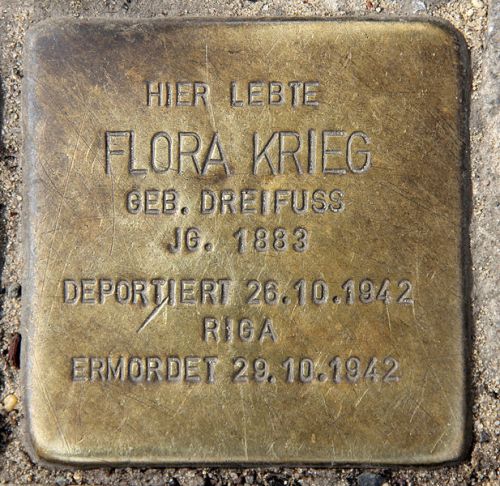 HIER LEBTE
FLORA KRIEG
GEB. DREIFUSS
JG. 1883
DEPORTIERT 26.10.1942
RIGA
ERMORDET 29.10.1942